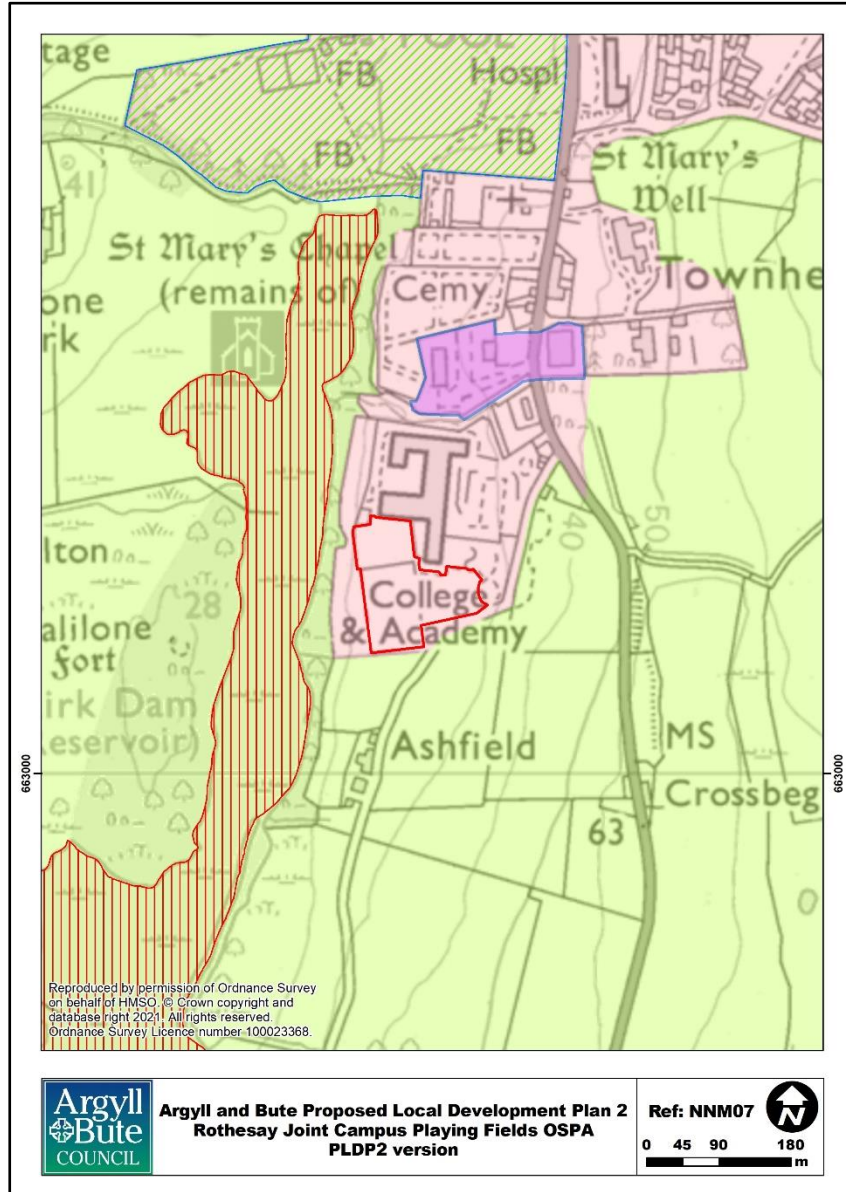 tage
POOL
FB
Hospl
FB
FB
41
St Mary's
Well
St Mary's Chapel
(remains of)
Cemy
Townhe
one
rk
40
50
lton
28
College
& Academy
alilone
fort
irk Dam
eservoir)
Ashfield
MS
663000
663000
Crossbeg
63
Reproduced by permission of Ordnance Survey
on behalf of HMSO. © Crown copyright and
database right 2021. All rights reserved.
Ordnance Survey Licence number 100023368.
Argyll
&Bute
COUNCIL
Argyll and Bute Proposed Local Development Plan 2
Rothesay Joint Campus Playing Fields OSPA
PLDP2 version
Ref: NNM07
N
0 45 90 180
m